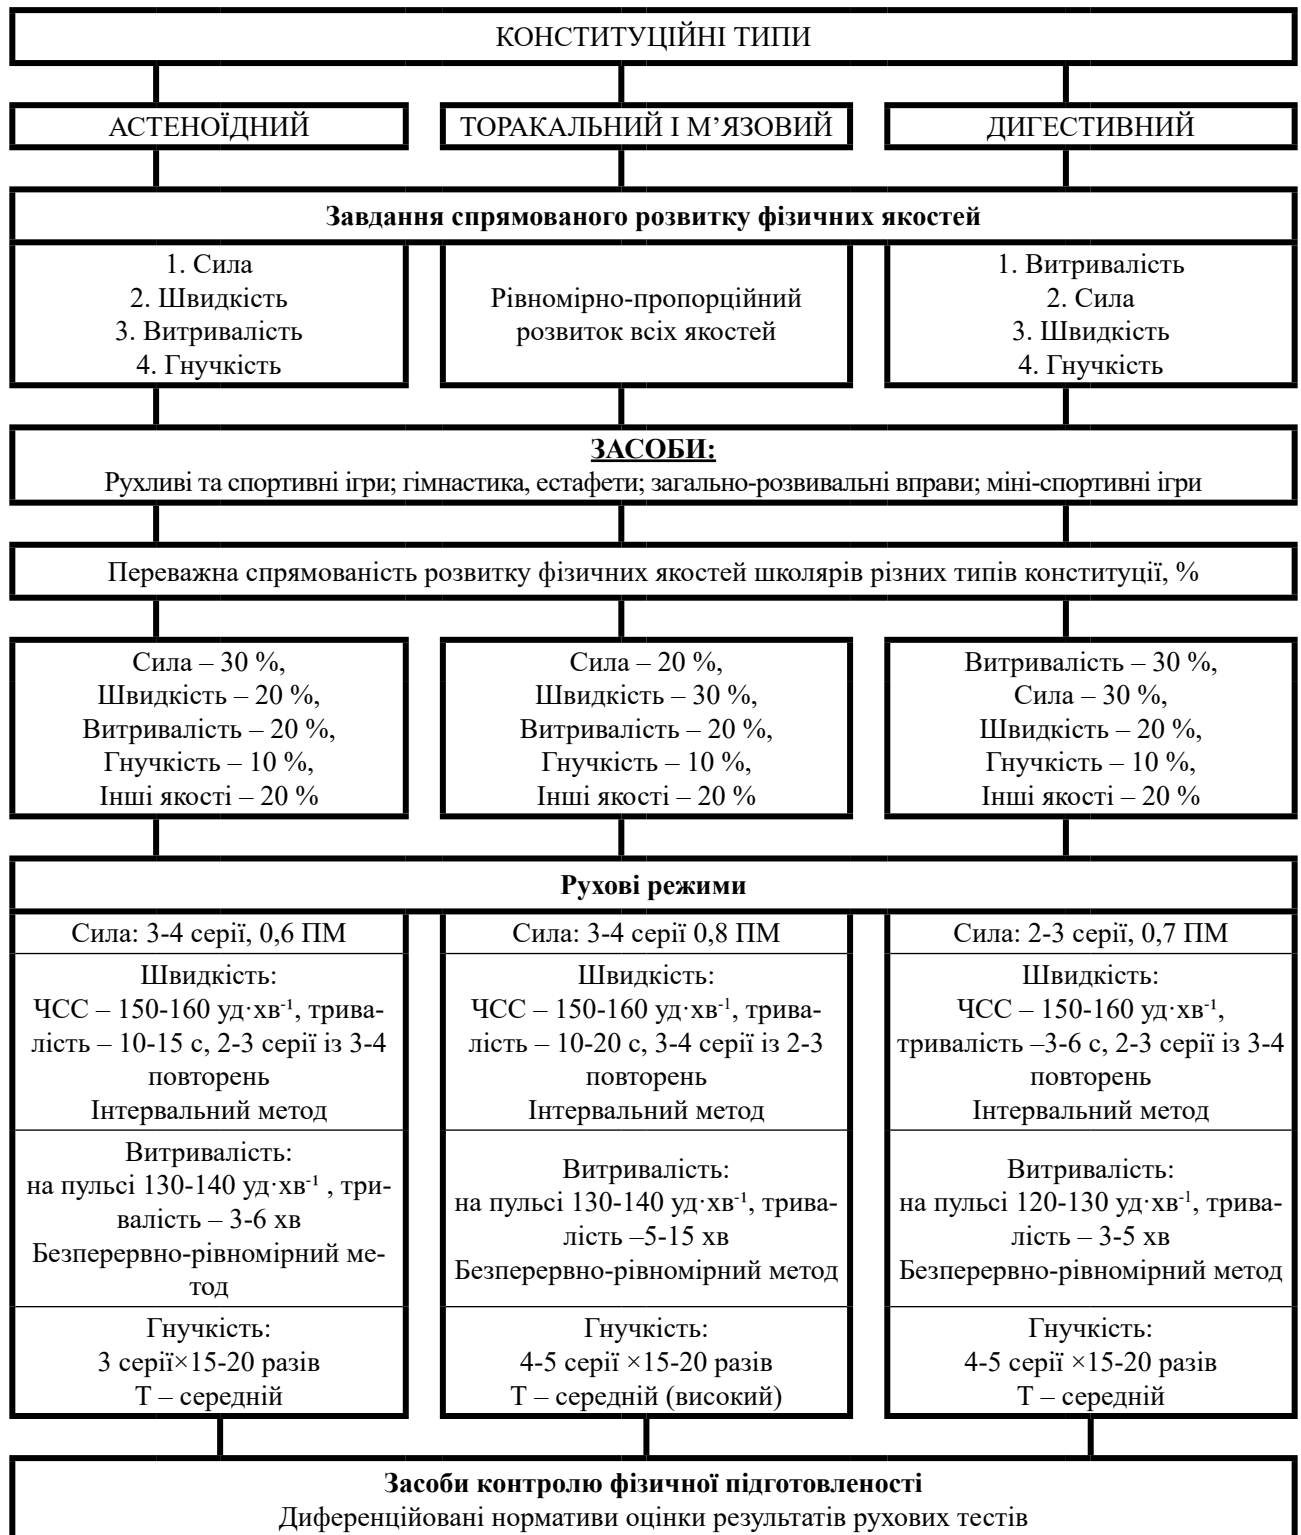 КОНСТИТУЦІЙНІ ТИПИ
АСТЕНОЇДНИЙ
ТОРАКАЛЬНИЙ І М’ЯЗОВИЙ
ДИГЕСТИВНИЙ
Завдання спрямованого розвитку фізичних якостей
1. Сила
2. Швидкість
3. Витривалість
4. Гнучкість
Рівномірно-пропорційний
розвиток всіх якостей
1. Витривалість
2. Сила
3. Швидкість
4. Гнучкість
ЗАСОБИ:
Рухливі та спортивні ігри; гімнастика, естафети; загально-розвивальні вправи; міні-спортивні ігри
Переважна спрямованість розвитку фізичних якостей школярів різних типів конституції, %
Сила – 30 %,
Швидкість – 20 %,
Витривалість – 20 %,
Гнучкість – 10 %,
Інші якості – 20 %
Сила – 20 %,
Швидкість – 30 %,
Витривалість – 20 %,
Гнучкість – 10 %,
Інші якості – 20 %
Витривалість – 30 %,
Сила – 30 %,
Швидкість – 20 %,
Гнучкість – 10 %,
Інші якості – 20 %
Рухові режими
Сила: 3-4 серії, 0,6 ПМ
Швидкість:
ЧСС – 150-160 уд·хв⁻¹, трива-
лість – 10-15 с, 2-3 серії із 3-4
повторень
Інтервальний метод
Витривалість:
на пульсі 130-140 уд·хв⁻¹ , три-
валість – 3-6 хв
Безперервно-рівномірний ме-
тод
Гнучкість:
3 серії×15-20 разів
Т – середній
Сила: 3-4 серії 0,8 ПМ
Швидкість:
ЧСС – 150-160 уд·хв⁻¹, трива-
лість – 10-20 с, 3-4 серії із 2-3
повторень
Інтервальний метод
Витривалість:
на пульсі 130-140 уд·хв⁻¹, трива-
лість –5-15 хв
Безперервно-рівномірний метод
Гнучкість:
4-5 серії ×15-20 разів
Т – середній (високий)
Сила: 2-3 серії, 0,7 ПМ
Швидкість:
ЧСС – 150-160 уд·хв⁻¹,
тривалість –3-6 с, 2-3 серії із 3-4
повторень
Інтервальний метод
Витривалість:
на пульсі 120-130 уд·хв⁻¹, трива-
лість – 3-5 хв
Безперервно-рівномірний метод
Гнучкість:
4-5 серії ×15-20 разів
Т – середній
Засоби контролю фізичної підготовленості
Диференційовані нормативи оцінки результатів рухових тестів